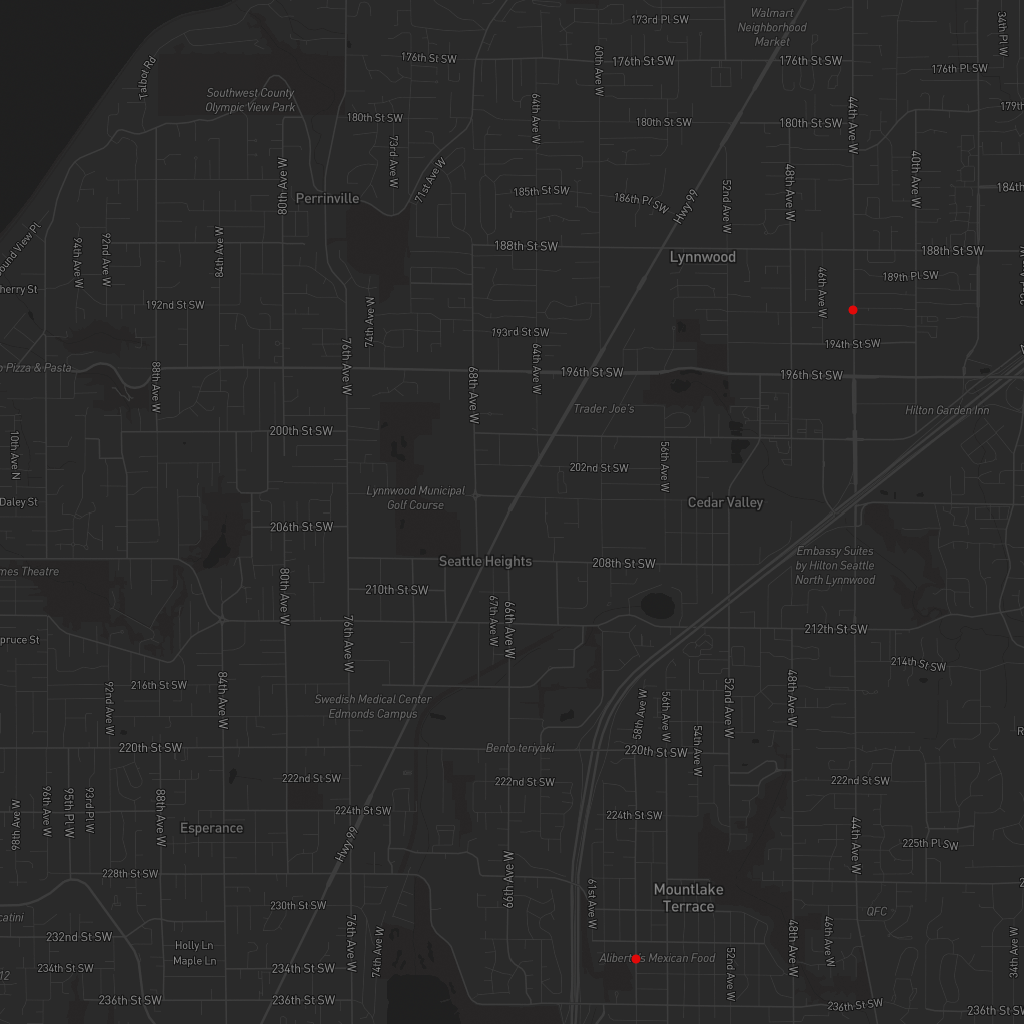 Walmart
Neighborhood
Market
173rd Pl SW
34th Pl W
176th St SW
60th Ave W
176th St SW
176th St SW
176th Pl SW
Talbot Rd
Southwest County
Olympic View Park
64th Ave W
44th Ave W
179th
180th St SW
180th St SW
180th St SW
73rd Ave W
71st Ave W
80th Ave W
40th Ave W
48th Ave W
52nd Ave W
184th
Perrinville
185th St SW
186th Pl SW
Hwy 99
188th St SW
188th St SW
84th Ave W
94th Ave W
92nd Ave W
ound View Pl
Lynnwood
46th Ave W
189th Pl SW
herry St
192nd St SW
74th Ave W
193rd St SW
194th St SW
76th Ave W
64th Ave W
n Pizza & Pasta
88th Ave W
68th Ave W
196th St SW
196th St SW
Trader Joe's
Hilton Garden Inn
10th Ave N
200th St SW
202nd St SW
56th Ave W
Daley St
Lynnwood Municipal
Golf Course
Cedar Valley
206th St SW
Seattle Heights
208th St SW
Embassy Suites
by Hilton Seattle
North Lynnwood
mes Theatre
80th Ave W
210th St SW
67th Ave W
66th Ave W
pruce St
76th Ave W
212th St SW
214th St SW
216th St SW
92nd Ave W
84th Ave W
Swedish Medical Center
Edmonds Campus
58th Ave W
56th Ave W
52nd Ave W
48th Ave W
54th Ave W
220th St SW
Bento teriyaki
220th St SW
222nd St SW
222nd St SW
222nd St SW
98th Ave W
96th Ave W
95th Pl W
93rd Pl W
88th Ave W
224th St SW
224th St SW
Esperance
Hwy 99
44th Ave W
225th Pl SW
228th St SW
66th Ave W
61st Ave W
Mountlake
Terrace
230th St SW
QFC
catini
232nd St SW
Holly Ln
Maple Ln
76th Ave W
74th Ave W
48th Ave W
46th Ave W
34th Ave W
234th St SW
234th St SW
Alberto's Mexican Food
52nd Ave W
12
236th St SW
236th St SW
236th St SW
236th St SW